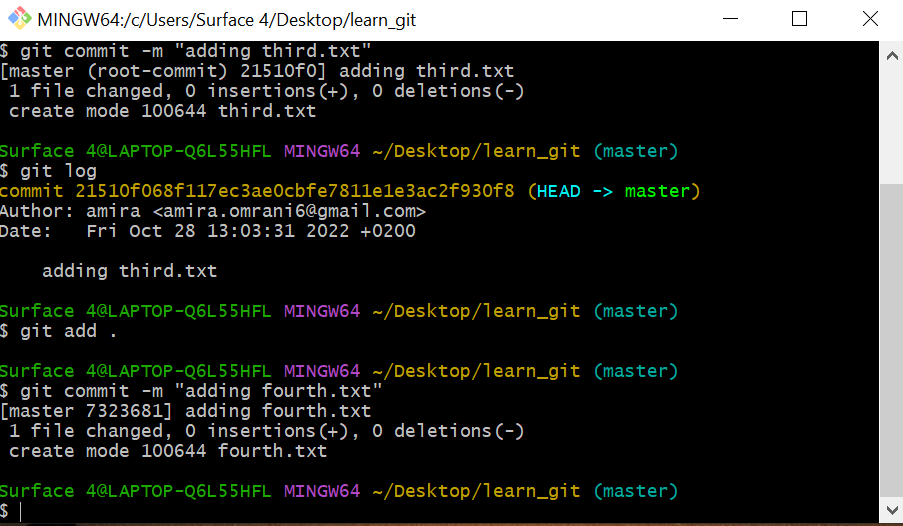 MINGW64:/c/Users/Surface 4/Desktop/learn_git
$ git commit -m "adding third.txt"
[master (root-commit) 21510f0] adding third.txt
 1 file changed, 0 insertions(+), 0 deletions(-)
 create mode 100644 third.txt
Surface 4@LAPTOP-Q6L55HFL MINGW64 ~/Desktop/learn_git (master)
$ git log
commit 21510f068f117ec3ae0cbfe7811e1e3ac2f930f8 (HEAD -> master)
Author: amira <amira.omrani6@gmail.com>
Date:   Fri Oct 28 13:03:31 2022 +0200
    adding third.txt
Surface 4@LAPTOP-Q6L55HFL MINGW64 ~/Desktop/learn_git (master)
$ git add .
Surface 4@LAPTOP-Q6L55HFL MINGW64 ~/Desktop/learn_git (master)
$ git commit -m "adding fourth.txt"
[master 7323681] adding fourth.txt
 1 file changed, 0 insertions(+), 0 deletions(-)
 create mode 100644 fourth.txt
Surface 4@LAPTOP-Q6L55HFL MINGW64 ~/Desktop/learn_git (master)
$